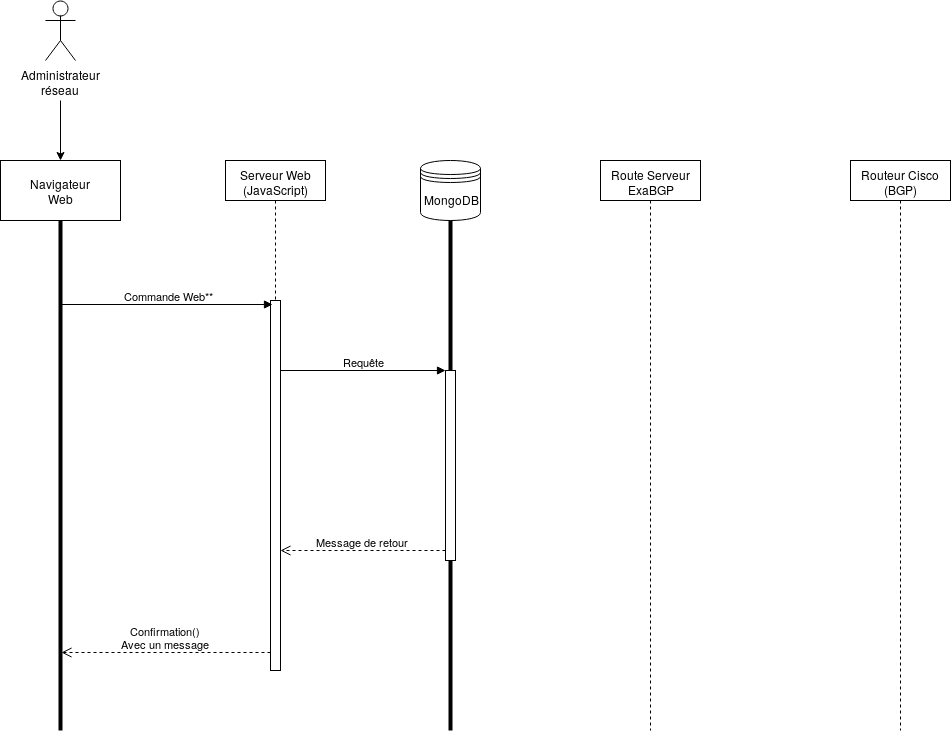 Administrateur
réseau
Navigateur
Web
Serveur Web
(JavaScript)
MongoDB
Route Serveur
ExaBGP
Routeur Cisco
(BGP)
Commande Web**
Requête
Message de retour
Confirmation()
Avec un message